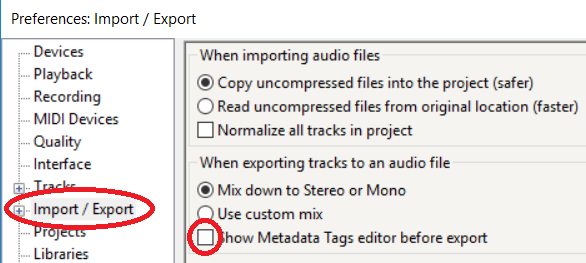 Preferences: Import / Export
Devices
Playback
Recording
MIDI Devices
Quality
Interface
Tracks
Import / Export
Projects
Libraries
When importing audio files
Copy uncompressed files into the project (safer)
Read uncompressed files from original location (faster)
Normalize all tracks in project
When exporting tracks to an audio file
Mix down to Stereo or Mono
Use custom mix
Show Metadata Tags editor before export